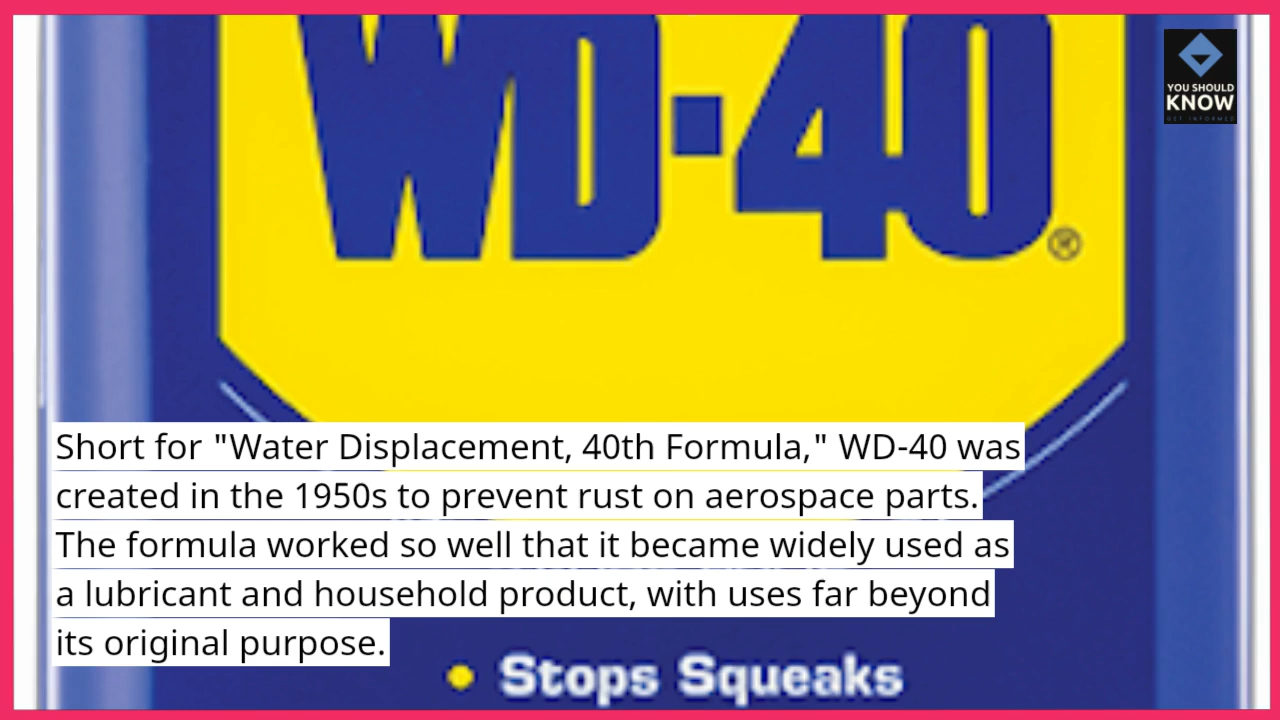 WD-40
®
YOU SHOULD
KNOW
GET INFORMED
Short for "Water Displacement, 40th Formula," WD-40 was
created in the 1950s to prevent rust on aerospace parts.
The formula worked so well that it became widely used as
a lubricant and household product, with uses far beyond
its original purpose.
• Stops Squeaks